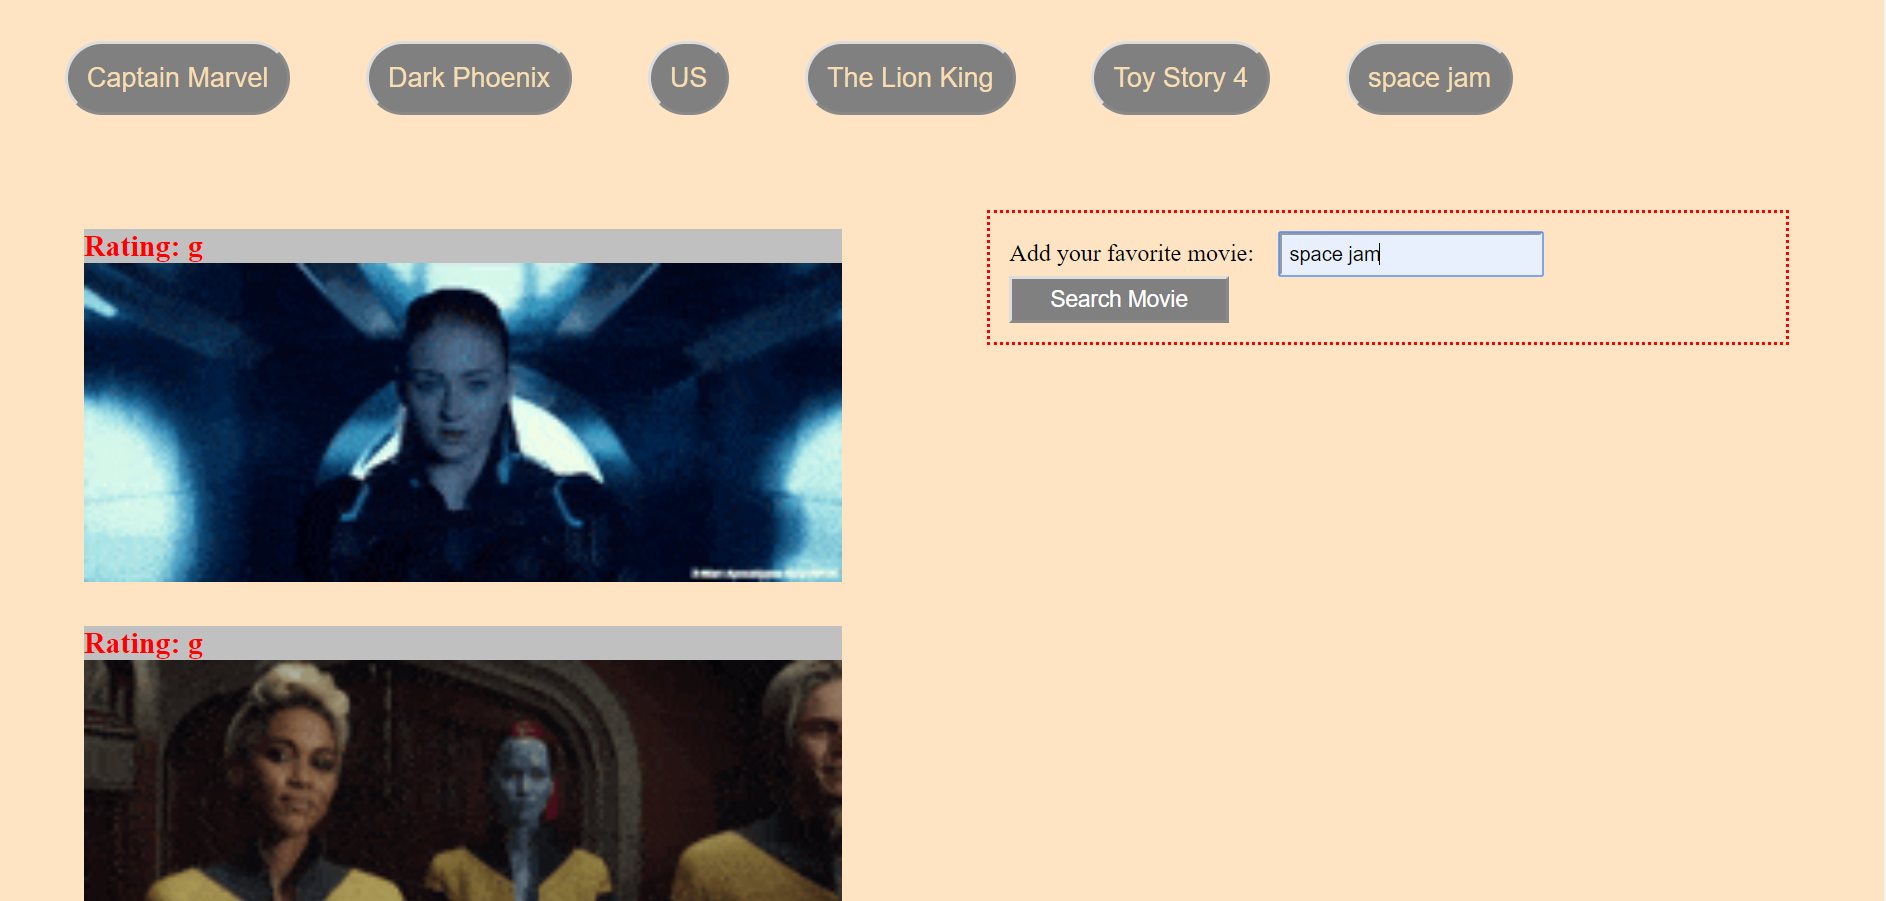 Captain Marvel
Dark Phoenix
US
The Lion King
Toy Story 4
space jam
Add your favorite movie: space jam
Search Movie
Rating: g
Rating: g